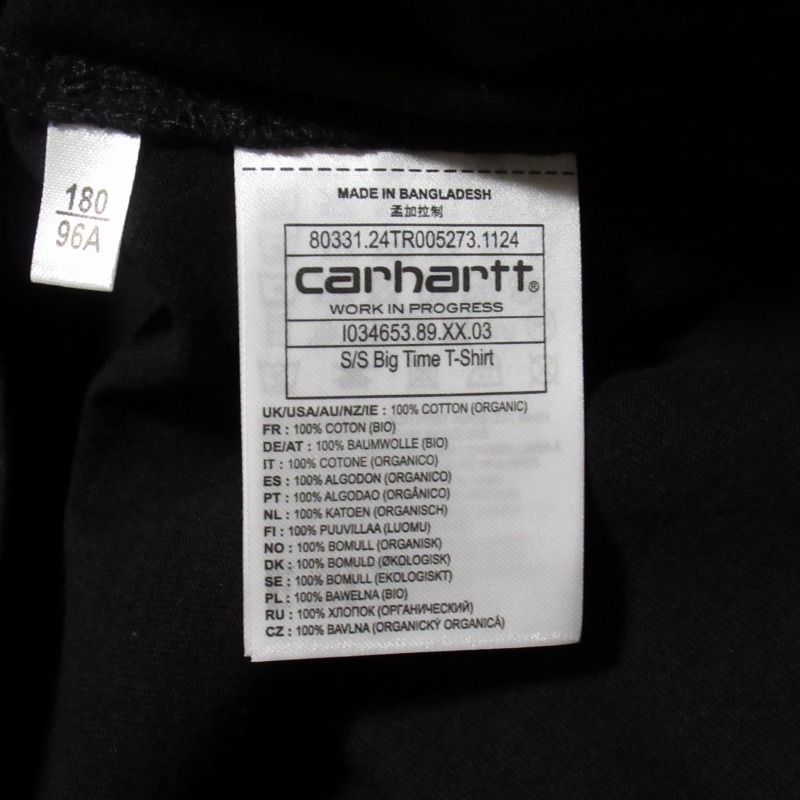 180
96A
MADE IN BANGLADESH
孟加拉制
80331.24TR005273.1124
carhartt®
WORK IN PROGRESS
I034653.89.XX.03
S/S Big Time T-Shirt
UK/USA/AU/NZ/IE : 100% COTTON (ORGANIC)
FR : 100% COTON (BIO)
DE/AT : 100% BAUMWOLLE (BIO)
IT : 100% COTONE (ORGANICO)
ES : 100% ALGODON (ORGANICO)
PT : 100% ALGODAO (ORGÂNICO)
NL : 100% KATOEN (ORGANISCH)
FI : 100% PUUVILLAA (LUOMU)
NO : 100% BOMULL (ORGANISK)
DK : 100% BOMULD (ØKOLOGISK)
SE : 100% BOMULL (EKOLOGISKT)
PL : 100% BAWEŁNA (BIO)
RU : 100% ХЛОПОК (ОРГАНИЧЕСКИЙ)
CZ : 100% BAVLNA (ORGANICKÝ ORGANICÁ)